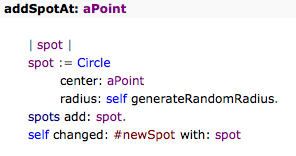 addSpotAt: aPoint
| spot |
spot := Circle
center: aPoint
radius: self generateRandomRadius.
spots add: spot.
self changed: #newSpot with: spot